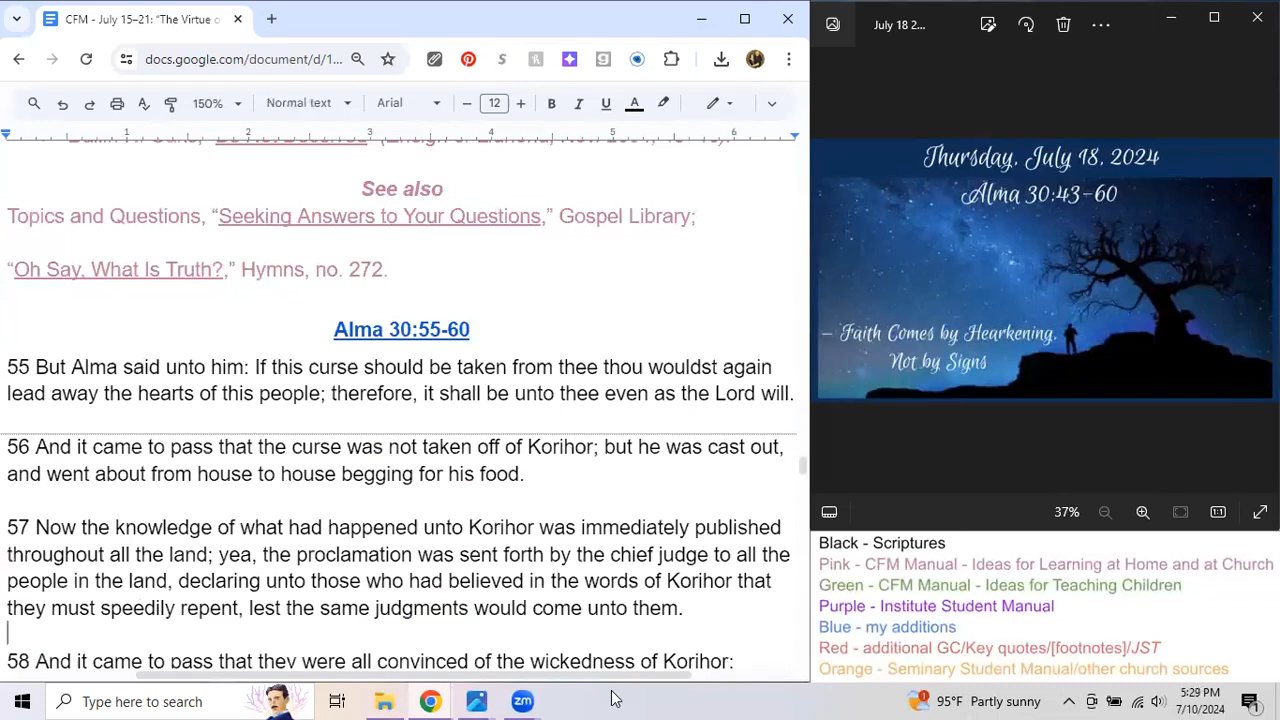 CFM - July 15–21: “The Virtue o
July 18 2...
docs.google.com/document/d/1...
150%
Normal text
Arial
12
B I U A
1 2 3 4 5 6
See also
Topics and Questions, “Seeking Answers to Your Questions,” Gospel Library;
“Oh Say, What Is Truth?,” Hymns, no. 272.
Alma 30:55-60
55 But Alma said unto him: If this curse should be taken from thee thou wouldst again
lead away the hearts of this people; therefore, it shall be unto thee even as the Lord will.
56 And it came to pass that the curse was not taken off of Korihor; but he was cast out,
and went about from house to house begging for his food.
57 Now the knowledge of what had happened unto Korihor was immediately published
throughout all the land; yea, the proclamation was sent forth by the chief judge to all the
people in the land, declaring unto those who had believed in the words of Korihor that
they must speedily repent, lest the same judgments would come unto them.
58 And it came to pass that they were all convinced of the wickedness of Korihor;
Thursday, July 18, 2024
Alma 30:43–60
– Faith Comes by Hearkening,
Not by Signs
37%
1:1
Black - Scriptures
Pink - CFM Manual - Ideas for Learning at Home and at Church
Green - CFM Manual - Ideas for Teaching Children
Purple - Institute Student Manual
Blue - my additions
Red - additional GC/Key quotes/[footnotes]/JST
Orange - Seminary Student Manual/other church sources
Type here to search
zm
95°F Partly sunny
5:29 PM
7/10/2024